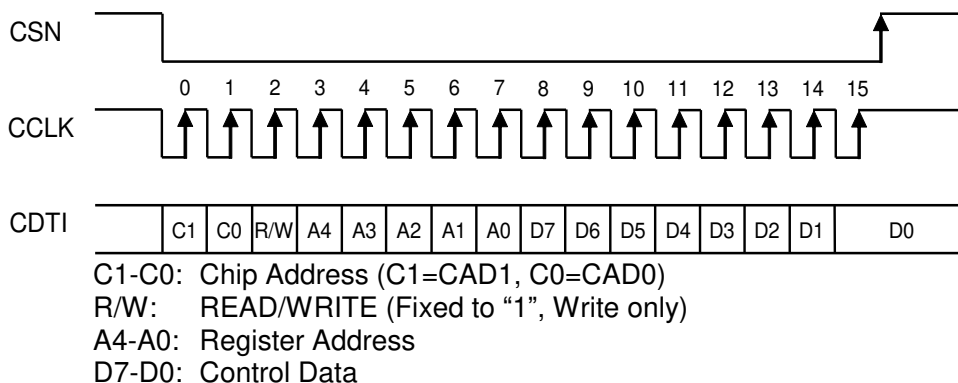 CSN
0 1 2 3 4 5 6 7 8 9 10 11 12 13 14 15
CCLK
CDTI C1 C0 R/W A4 A3 A2 A1 A0 D7 D6 D5 D4 D3 D2 D1 D0
C1-C0: Chip Address (C1=CAD1, C0=CAD0)
R/W: READ/WRITE (Fixed to “1”, Write only)
A4-A0: Register Address
D7-D0: Control Data